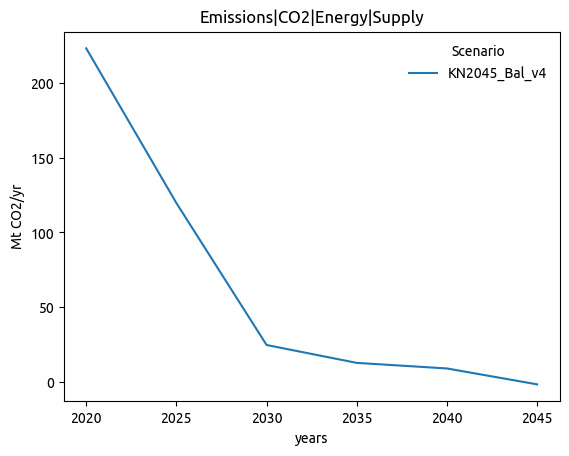 Emissions|CO2|Energy|Supply
Scenario
KN2045_Bal_v4
Mt CO2/yr
200
150
100
50
0
2020 2025 2030 2035 2040 2045
years